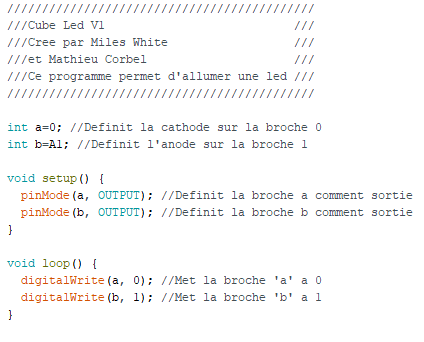 ////////////////////////////////////////////
///Cube Led V1                           ///
///Cree par Miles White                  ///
///et Mathieu Corbel                     ///
///Ce programme permet d'allumer une led ///
////////////////////////////////////////////
int a=0; //Definit la cathode sur la broche 0
int b=A1; //Definit l'anode sur la broche 1
void setup() {
  pinMode(a, OUTPUT); //Definit la broche a comment sortie
  pinMode(b, OUTPUT); //Definit la broche b comment sortie
}
void loop() {
  digitalWrite(a, 0); //Met la broche 'a' a 0
  digitalWrite(b, 1); //Met la broche 'b' a 1
}